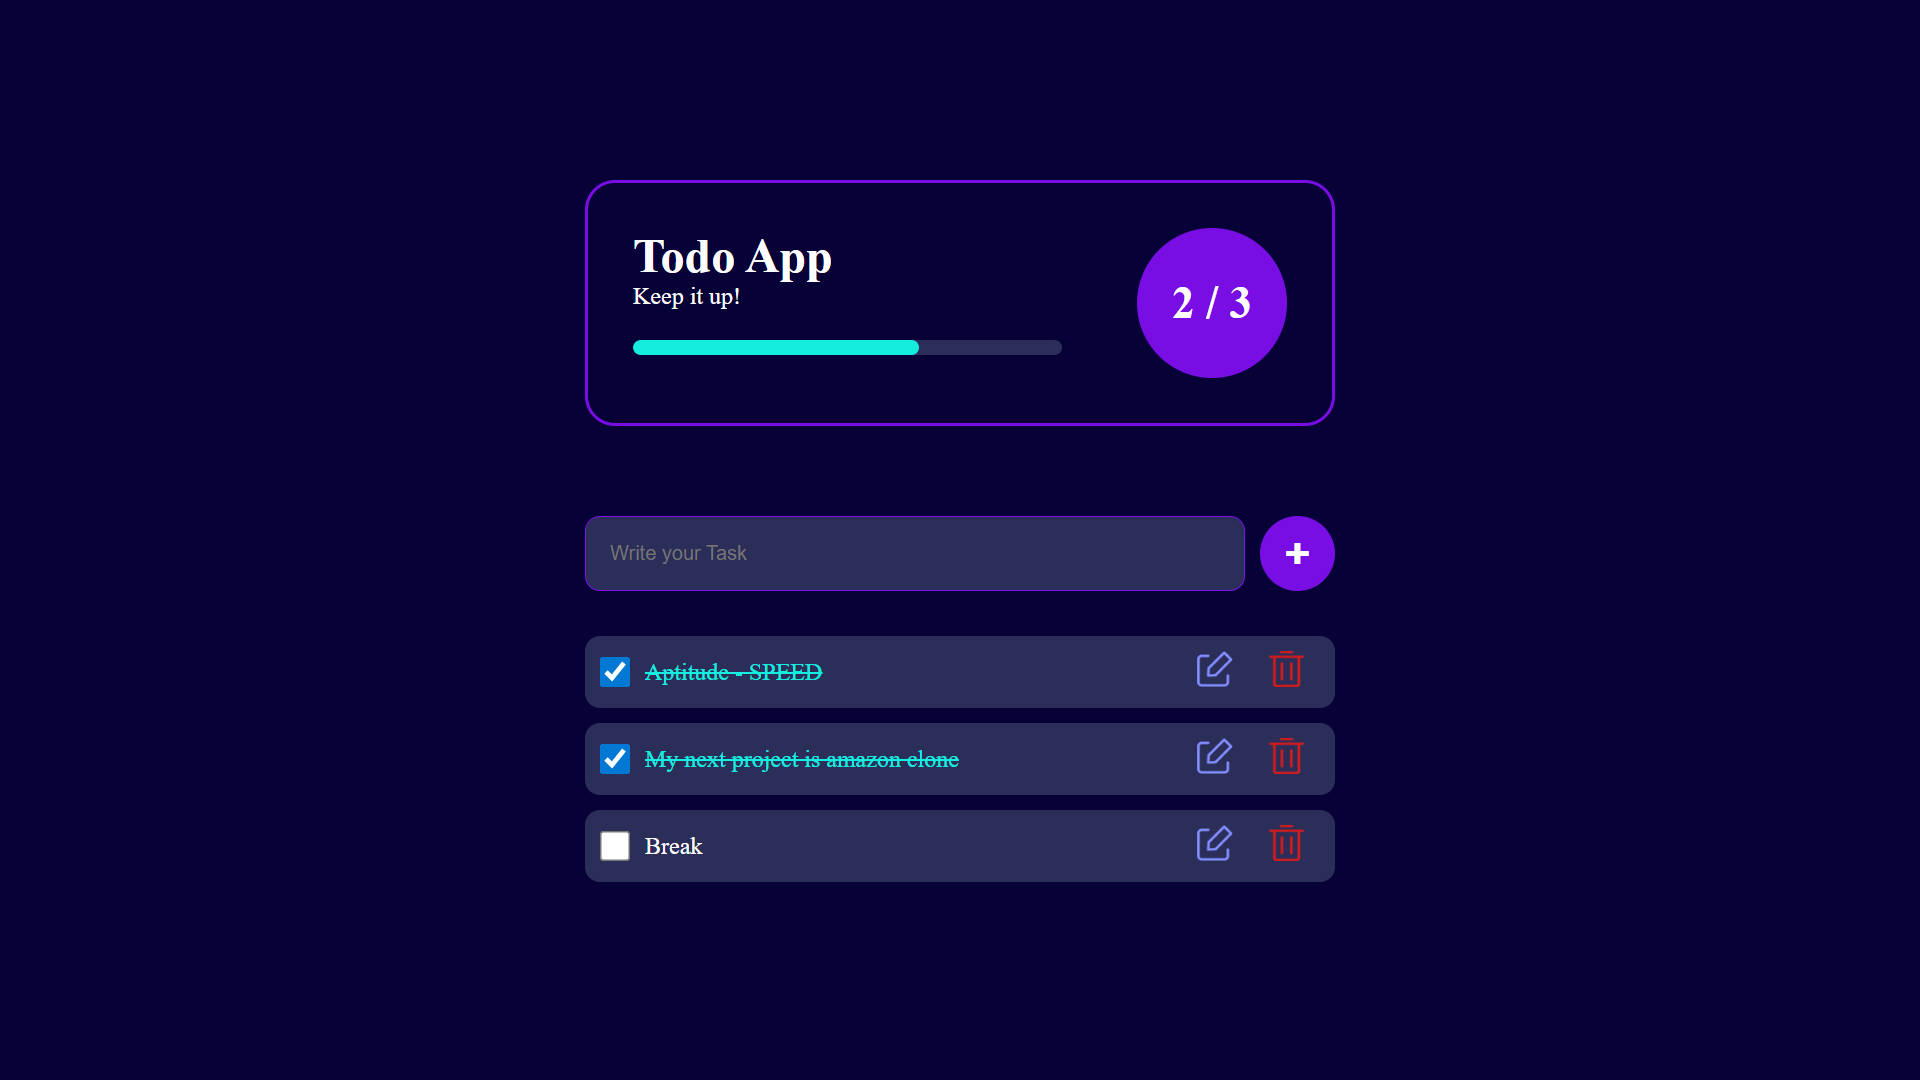 Todo App
Keep it up!
2 / 3
Write your Task
Aptitude - SPEED
My next project is amazon clone
Break